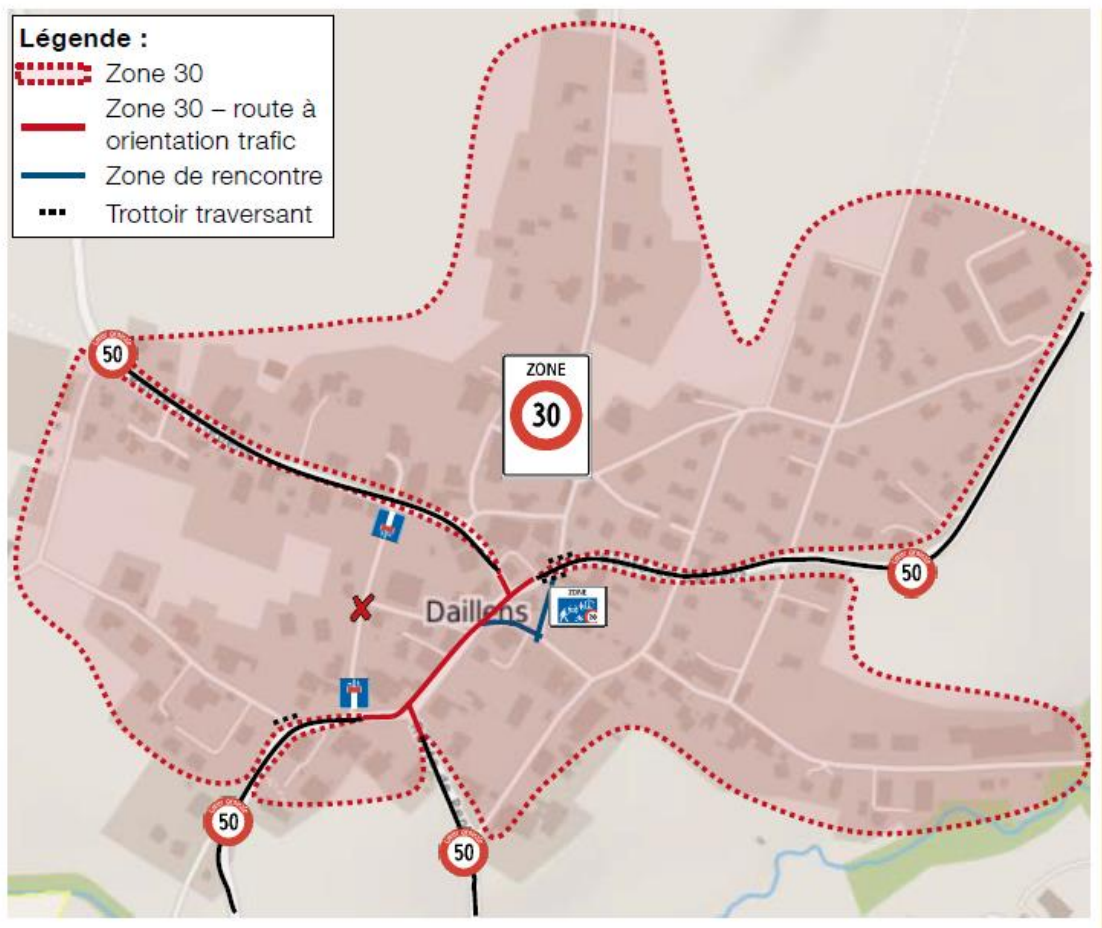 Légende :
Zone 30
Zone 30 – route à
orientation trafic
Zone de rencontre
Trottoir traversant
50
ZONE
30
Daillens
ZONE
50
50
50